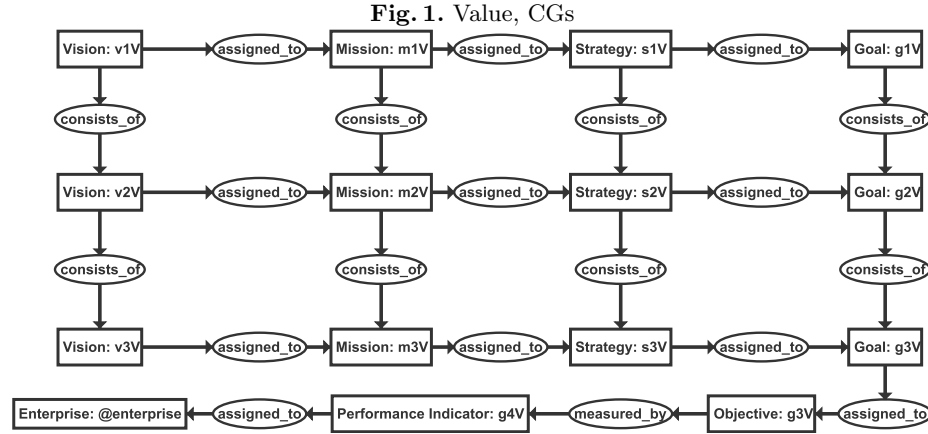 Fig. 1. Value, CGs
Vision: v1V assigned_to Mission: m1V assigned_to Strategy: s1V assigned_to Goal: g1V
consists_of consists_of consists_of consists_of
Vision: v2V assigned_to Mission: m2V assigned_to Strategy: s2V assigned_to Goal: g2V
consists_of consists_of consists_of consists_of
Vision: v3V assigned_to Mission: m3V assigned_to Strategy: s3V assigned_to Goal: g3V
Enterprise: @enterprise assigned_to Performance Indicator: g4V measured_by Objective: g3V assigned_to